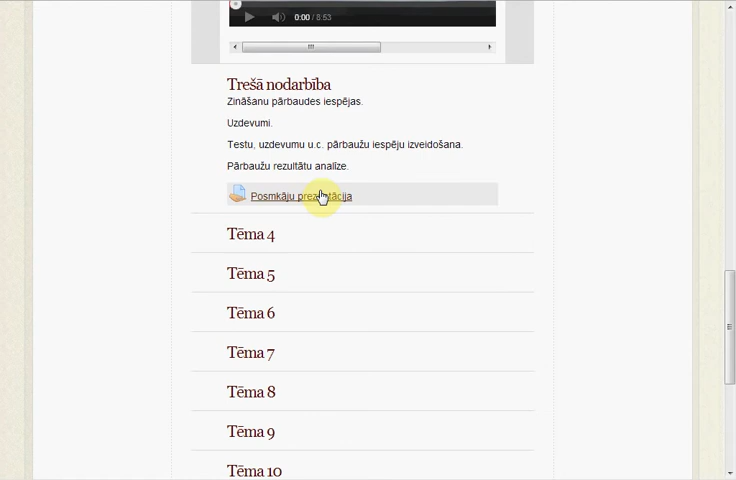 0:00 / 8:53
Trešā nodarbība
Zināšanu pārbaudes iespējas.
Uzdevumi.
Testu, uzdevumu u.c. pārbaužu iespēju izveidošana.
Pārbaužu rezultātu analīze.
Posmkāju prezentācija
Tēma 4
Tēma 5
Tēma 6
Tēma 7
Tēma 8
Tēma 9
Tēma 10